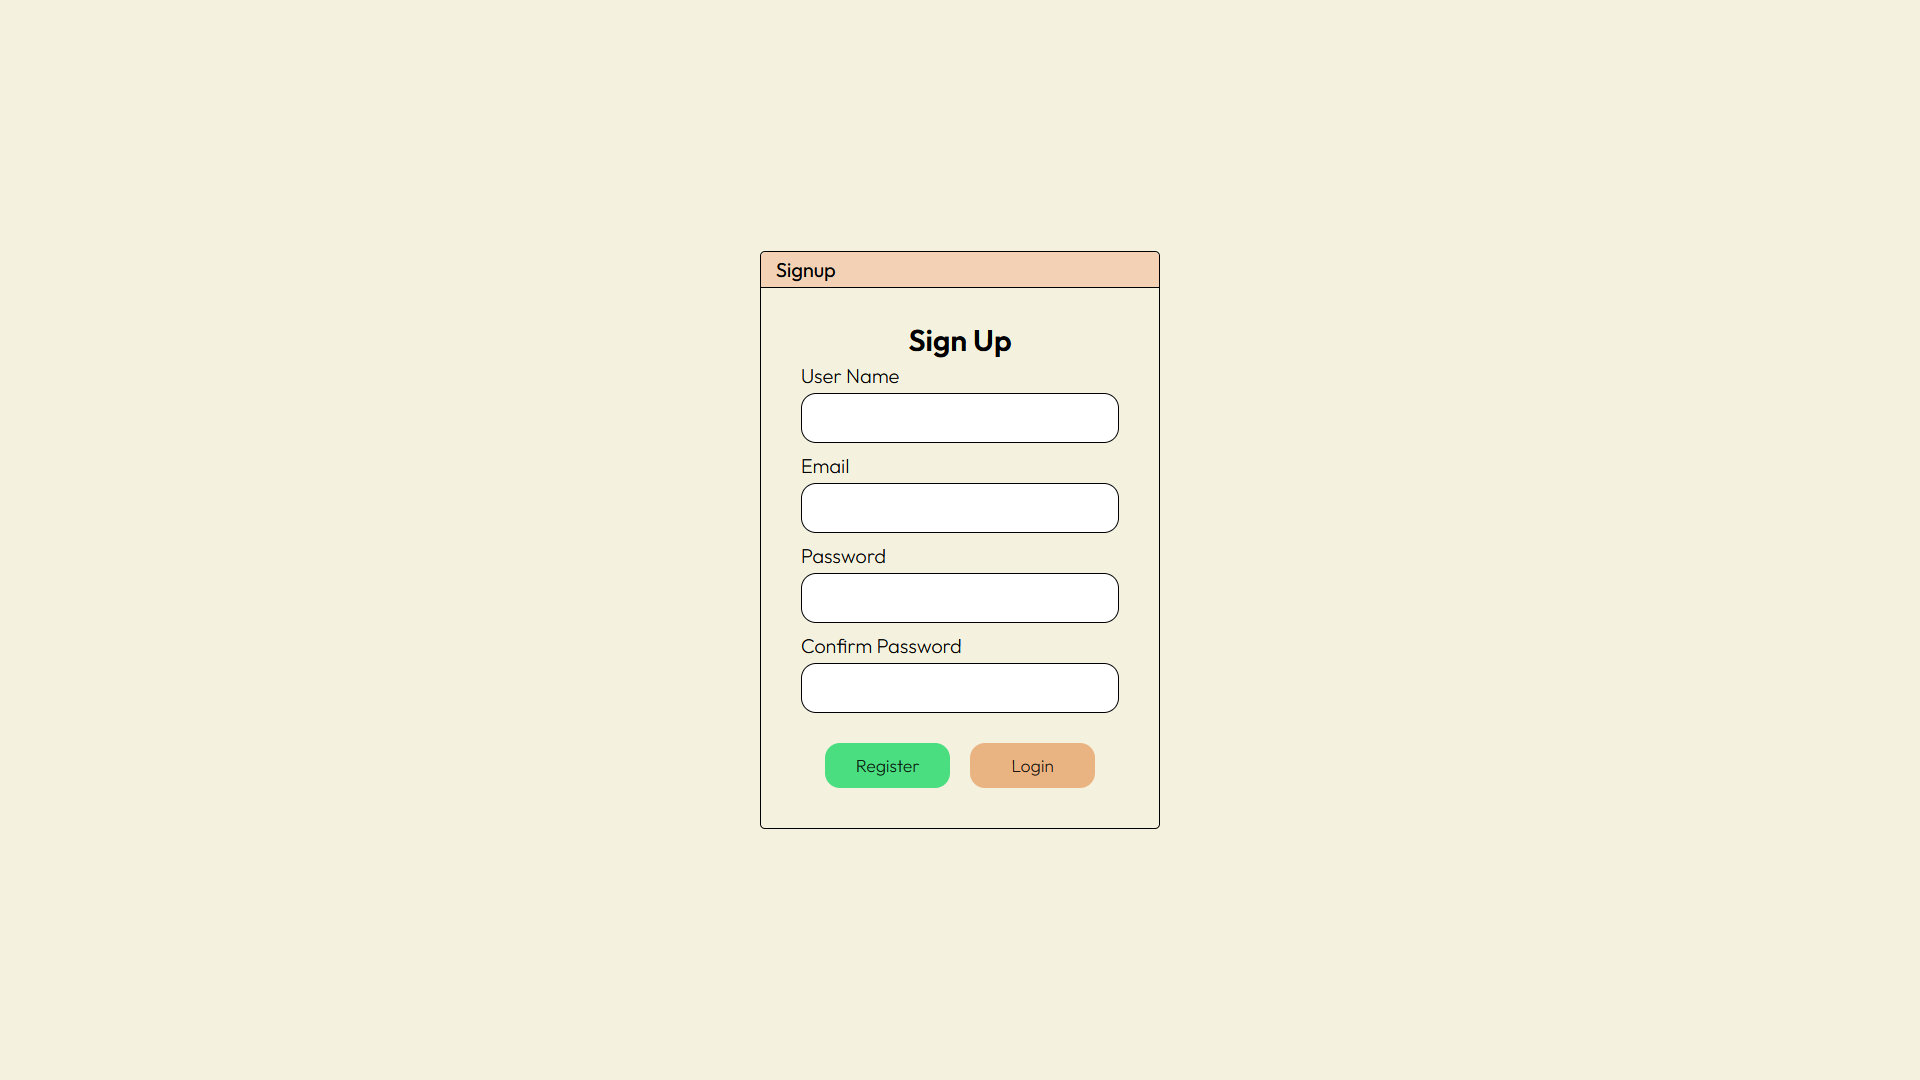 Signup
Sign Up
User Name
Email
Password
Confirm Password
Register Login